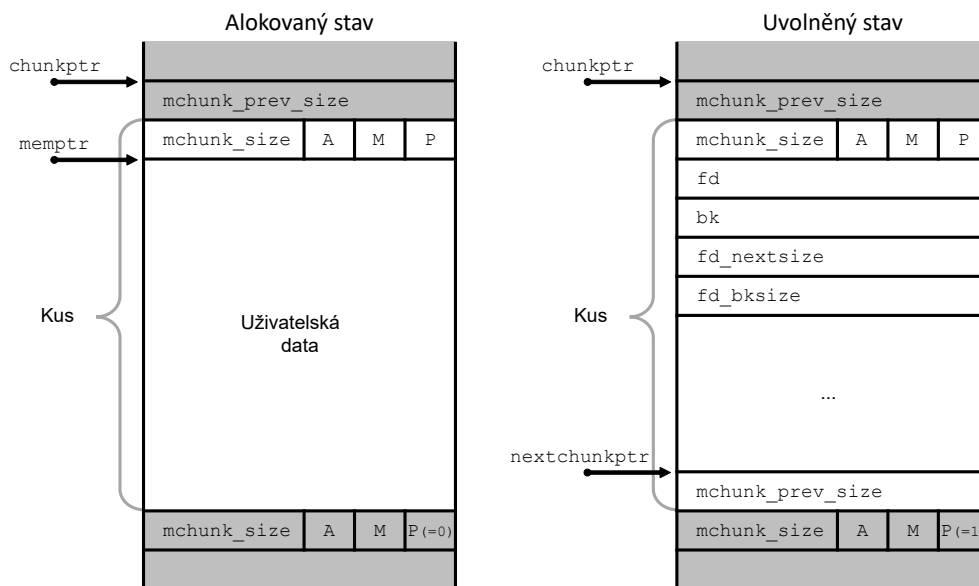 Alokovaný stav
chunkptr
mchunk_prev_size
mchunk_size A M P
memptr
Kus
Uživatelská
data
mchunk_size A M P(=0)
Uvolněný stav
chunkptr
mchunk_prev_size
mchunk_size A M P
fd
bk
fd_nextsize
fd_bksize
Kus
...
nextchunkptr
mchunk_prev_size
mchunk_size A M P(=1